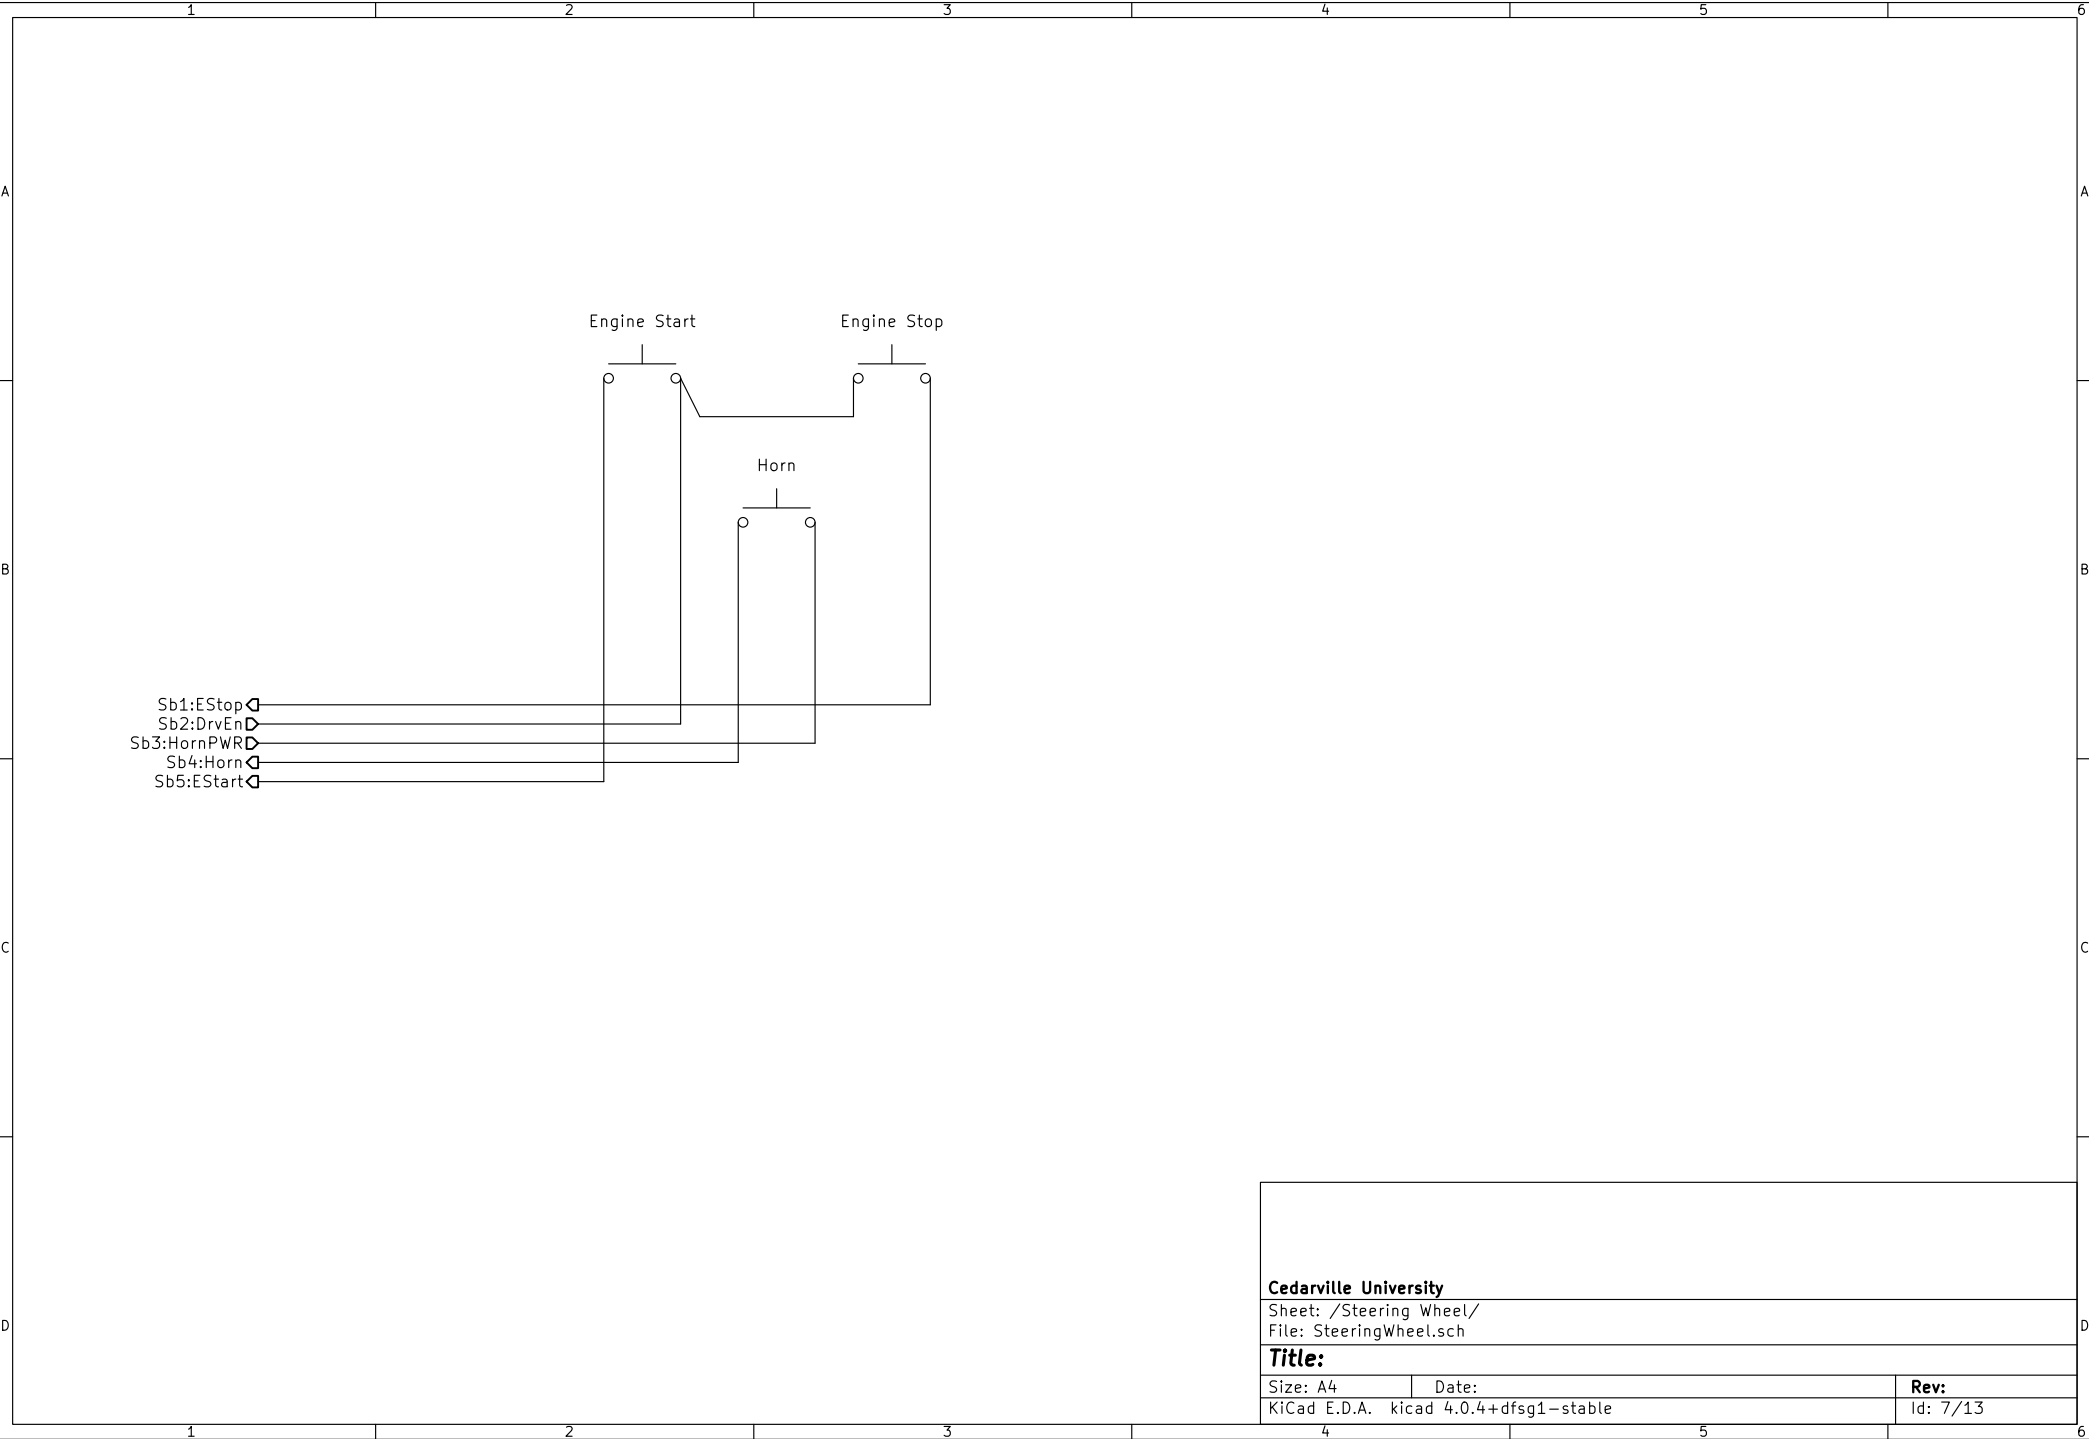 1 2 3 4 5 6
A A
Engine Start Engine Stop
Horn
B B
Sb1:EStop
Sb2:DrvEn
Sb3:HornPWR
Sb4:Horn
Sb5:EStart
C C
Cedarville University
Sheet: /Steering Wheel/
File: SteeringWheel.sch
D D
Title:
Size: A4 Date: Rev:
KiCad E.D.A. kicad 4.0.4+dfsg1-stable Id: 7/13
1 2 3 4 5 6